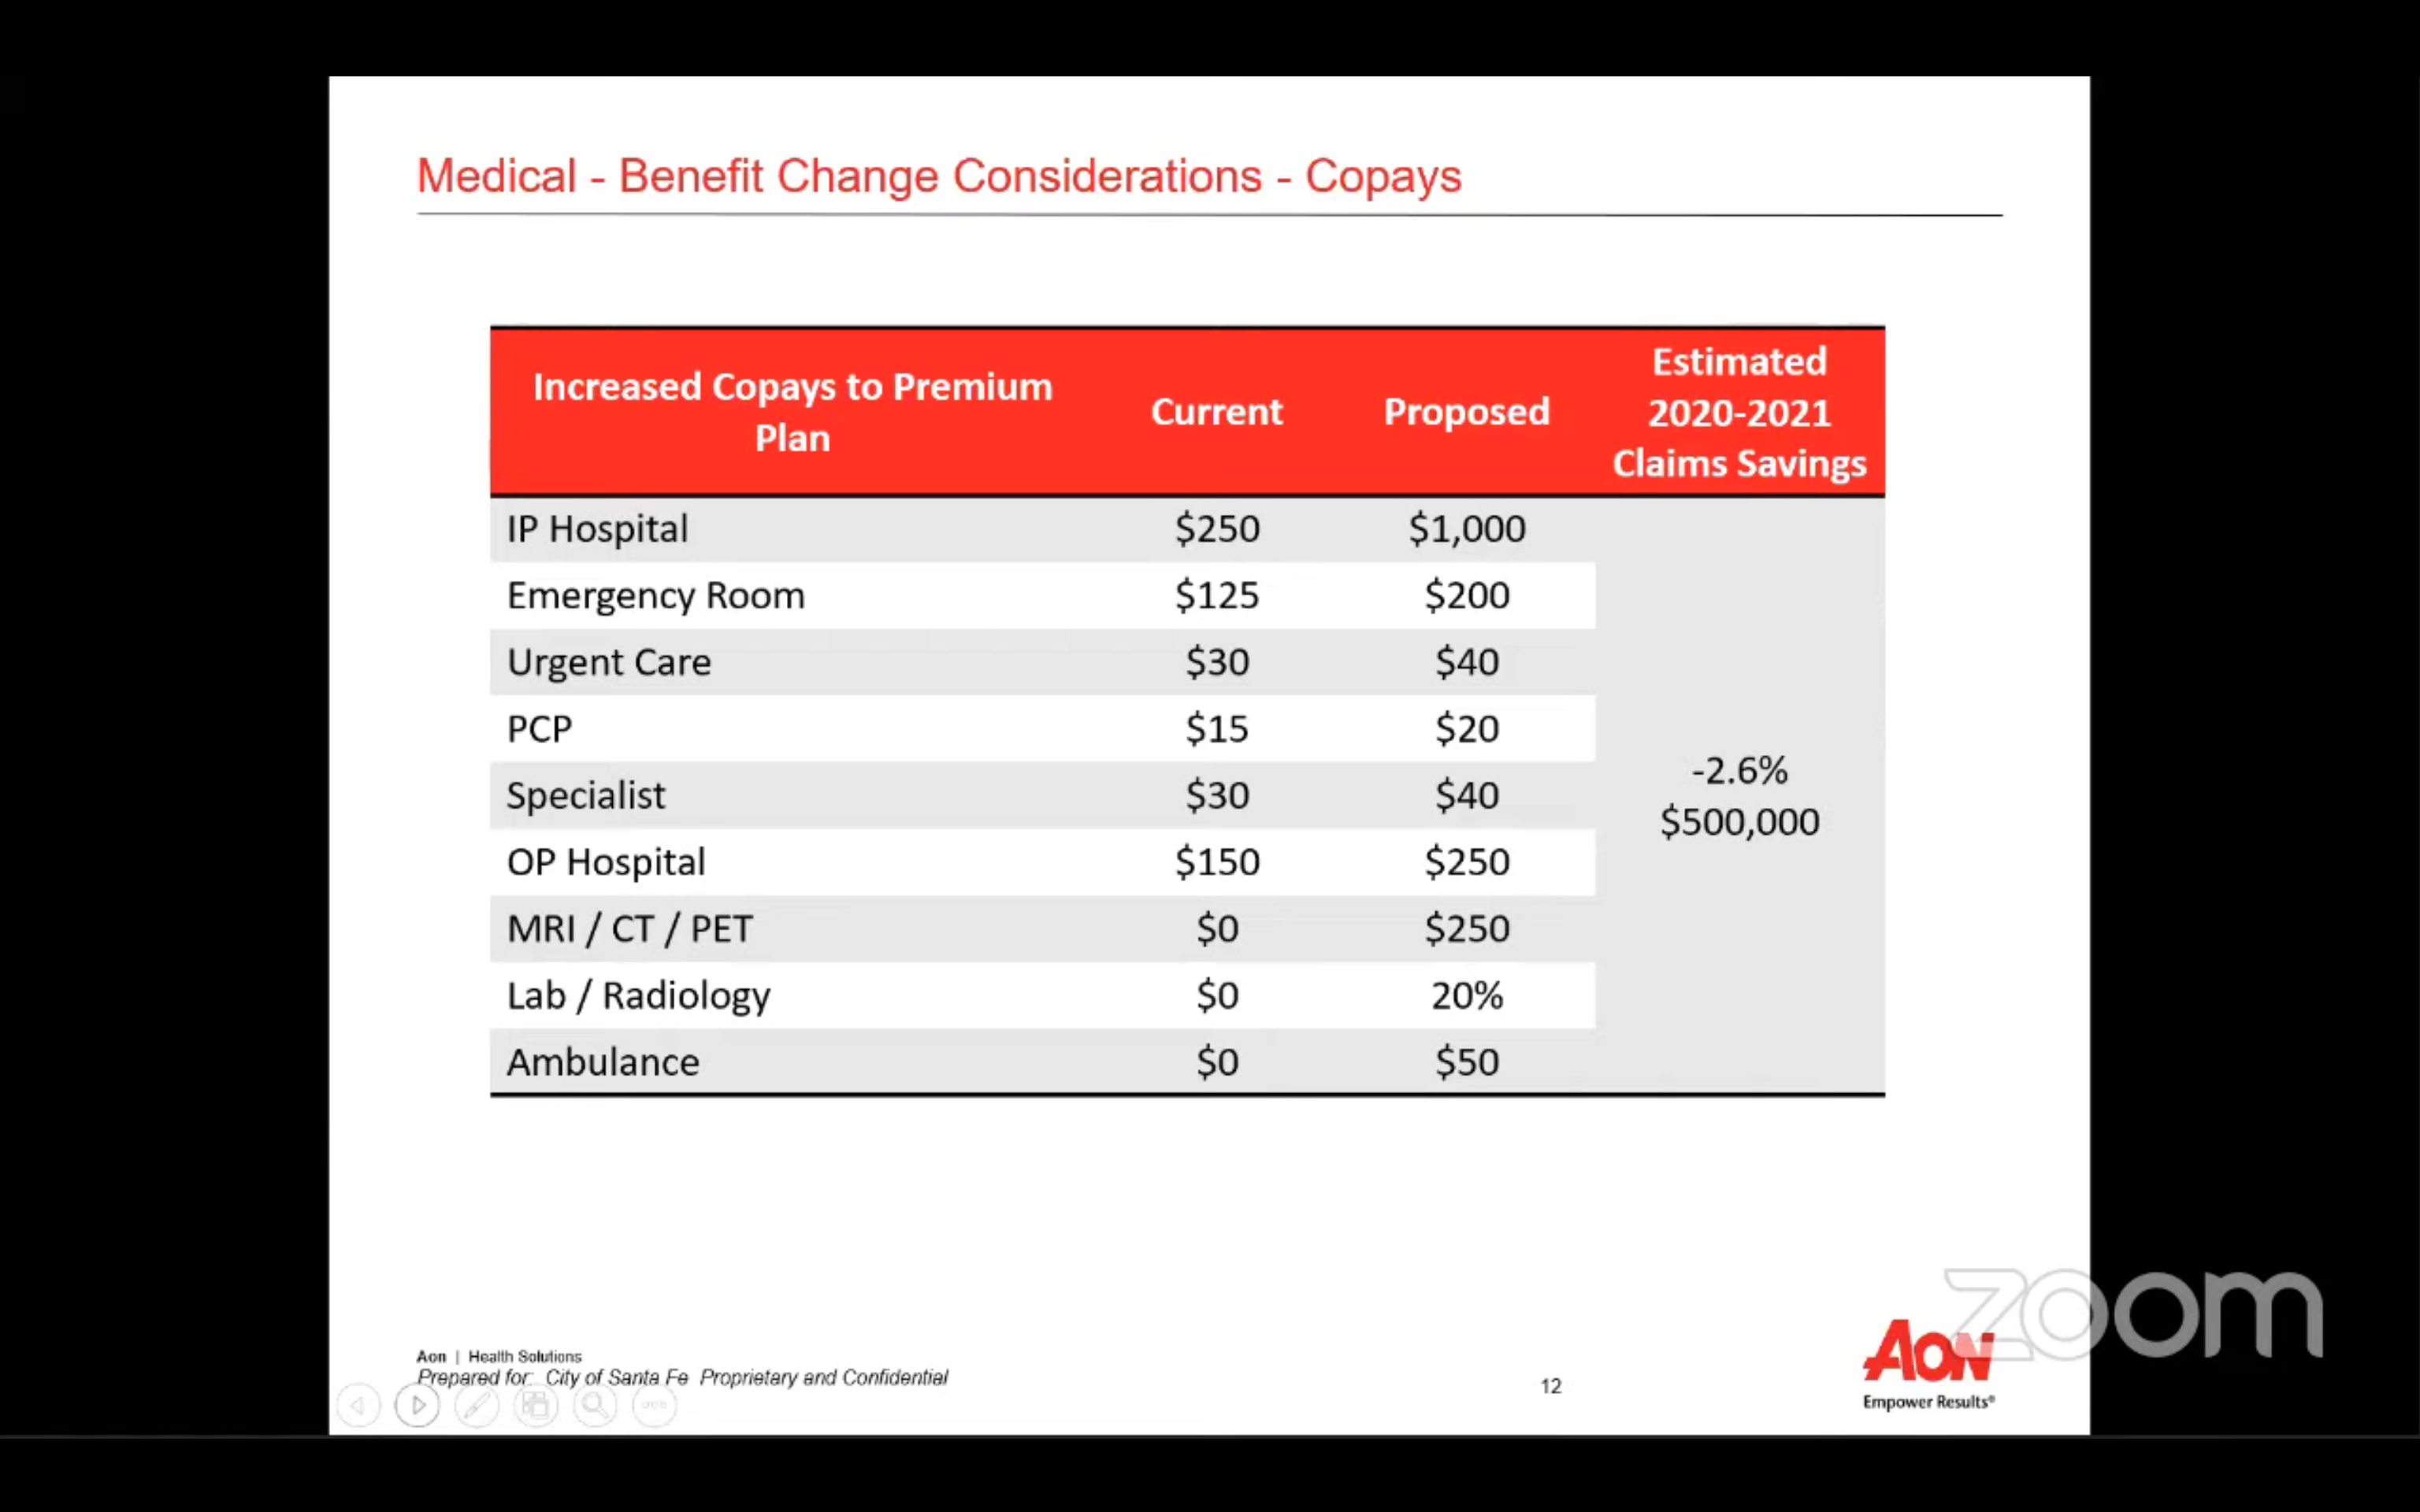 Medical - Benefit Change Considerations - Copays
Increased Copays to Premium
Plan
Current
Proposed
Estimated
2020-2021
Claims Savings
IP Hospital $250 $1,000
Emergency Room $125 $200
Urgent Care $30 $40
PCP $15 $20
Specialist $30 $40
OP Hospital $150 $250
MRI / CT / PET $0 $250
Lab / Radiology $0 20%
Ambulance $0 $50
-2.6%
$500,000
Aon | Health Solutions
Prepared for: City of Santa Fe Proprietary and Confidential
12
AON
Empower Results®
zoom